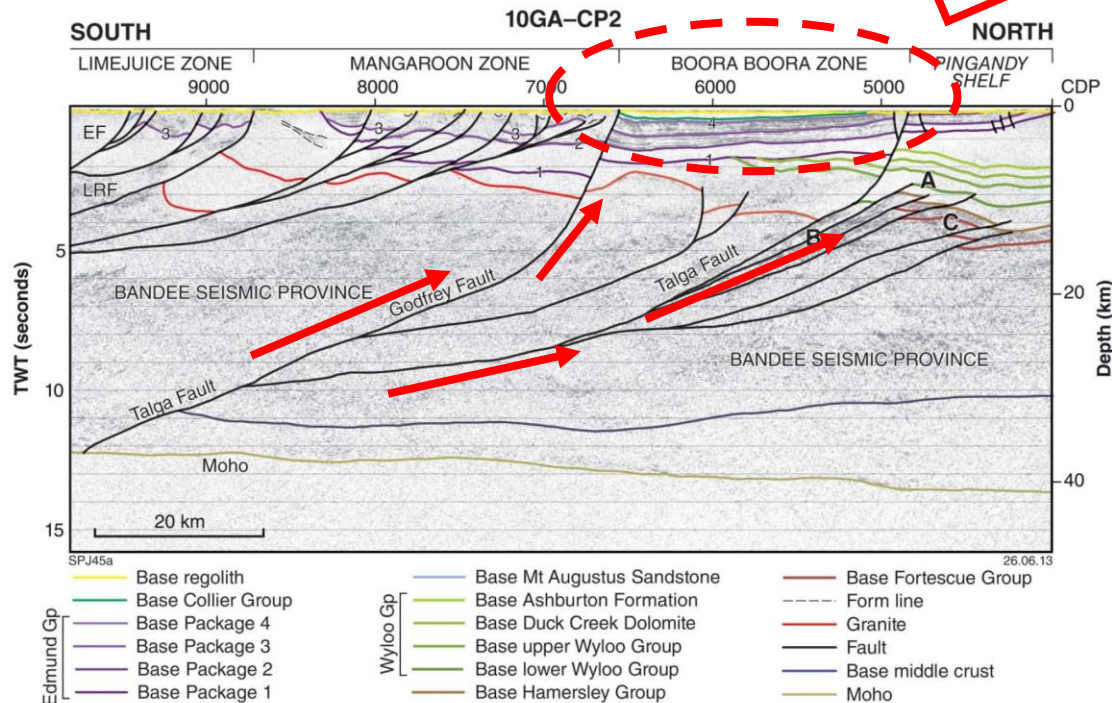 10GA–CP2
SOUTH
NORTH
LIMEJUICE ZONE
MANGAROON ZONE
BOORA BOORA ZONE
PINGANDY SHELF
9000
8000
7000
6000
5000
CDP
0
0
EF
3
3
3
2
1
4
1
LRF
A
B
C
5
Talga Fault
BANDEE SEISMIC PROVINCE
Godfrey Fault
20
TWT (seconds)
Depth (km)
BANDEE SEISMIC PROVINCE
10
Talga Fault
Moho
40
20 km
15
SPJ45a
26.06.13
Base regolith
Base Collier Group
Edmund Gp
Base Package 4
Base Package 3
Base Package 2
Base Package 1
Base Mt Augustus Sandstone
Wyloo Gp
Base Ashburton Formation
Base Duck Creek Dolomite
Base upper Wyloo Group
Base lower Wyloo Group
Base Hamersley Group
Base Fortescue Group
Form line
Granite
Fault
Base middle crust
Moho